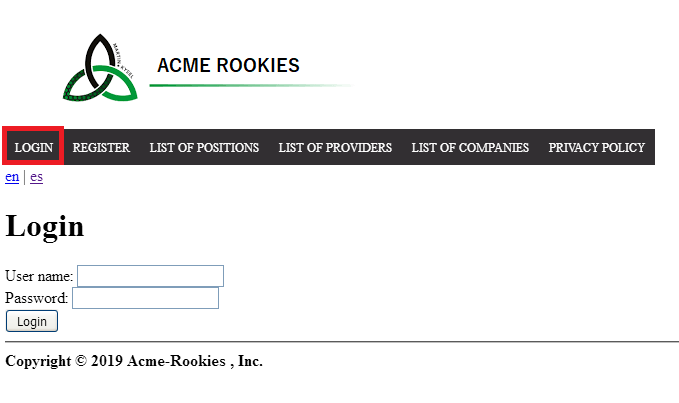 ACME ROOKIES
LOGIN REGISTER LIST OF POSITIONS LIST OF PROVIDERS LIST OF COMPANIES PRIVACY POLICY
en | es
Login
User name:
Password:
Login
Copyright © 2019 Acme-Rookies , Inc.